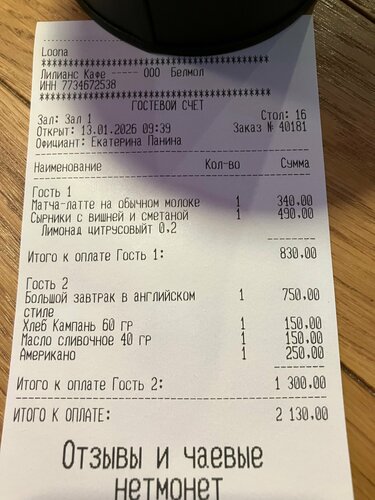 Loona
**********************************
Лилианс Кафе ----- ООО Белмол
ИНН 7734672538
**********************************
ГОСТЕВОЙ СЧЕТ
Зал: Зал 1 Стол: 16
Открыт: 13.01.2026 09:39 Заказ № 40181
Официант: Екатерина Панина
Наименование Кол-во Сумма
Гость 1
Матча-латте на обычном молоке 1 340.00
Сырники с вишней и сметаной 1 490.00
Лимонад цитрусовыйт 0.2
Итого к оплате Гость 1: 830.00
Гость 2
Большой завтрак в английском 1 750.00
стиле
Хлеб Кампань 60 гр 1 150.00
Масло сливочное 40 гр 1 150.00
Американо 1 250.00
Итого к оплате Гость 2: 1 300.00
ИТОГО К ОПЛАТЕ: 2 130.00
Отзывы и чаевые
нетмонет